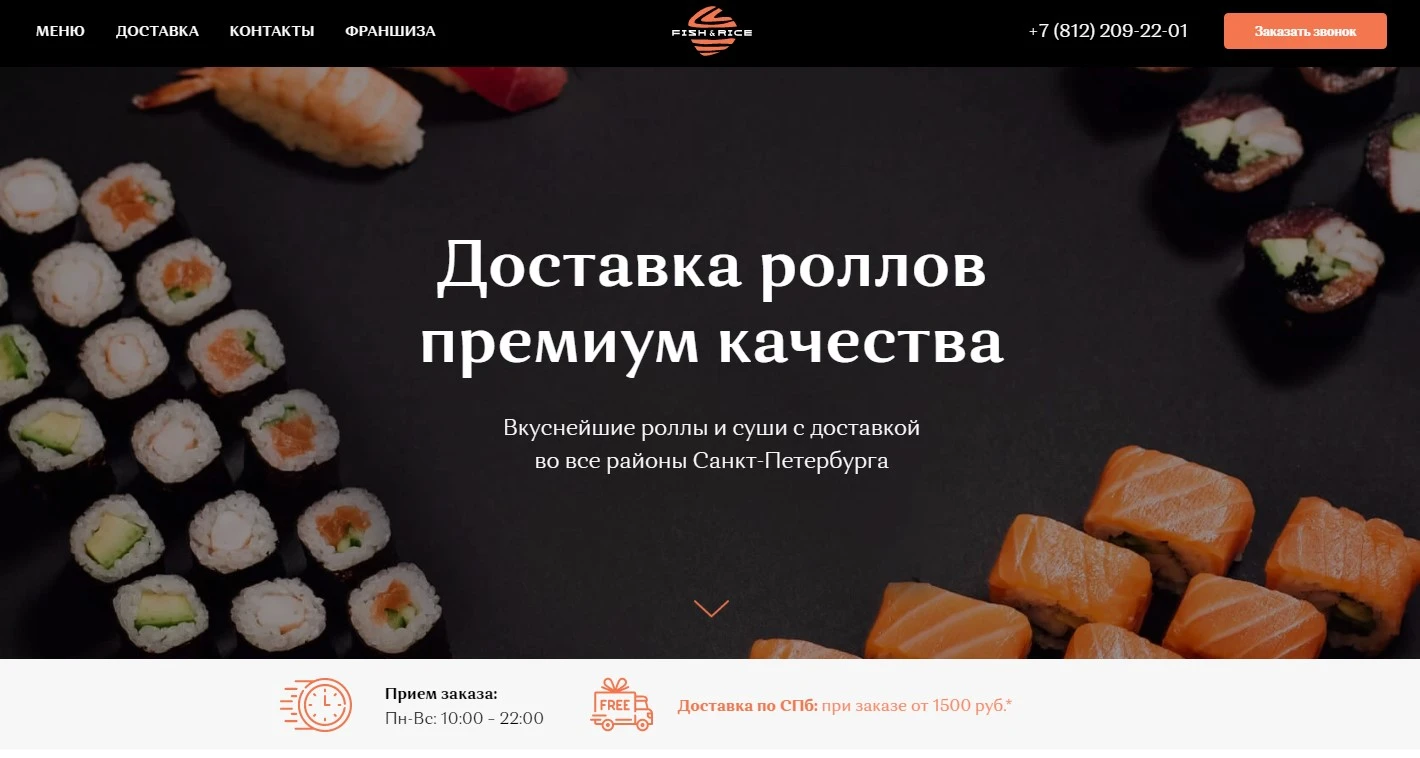 МЕНЮ ДОСТАВКА КОНТАКТЫ ФРАНШИЗА
FISH & RICE
+7 (812) 209-22-01
Заказать звонок
Доставка роллов
премиум качества
Вкуснейшие роллы и суши с доставкой
во все районы Санкт-Петербурга
Прием заказа:
Пн-Вс: 10:00 - 22:00
FREE
Доставка по СПб: при заказе от 1500 руб.*